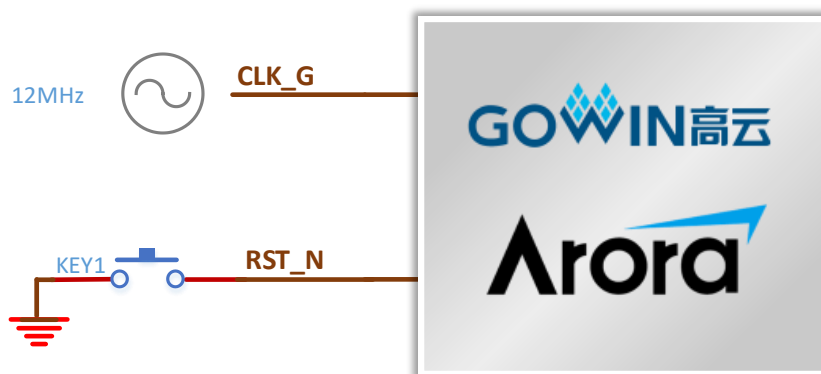 12MHz
CLK_G
GOWIN高云
KEY1
RST_N
Arora